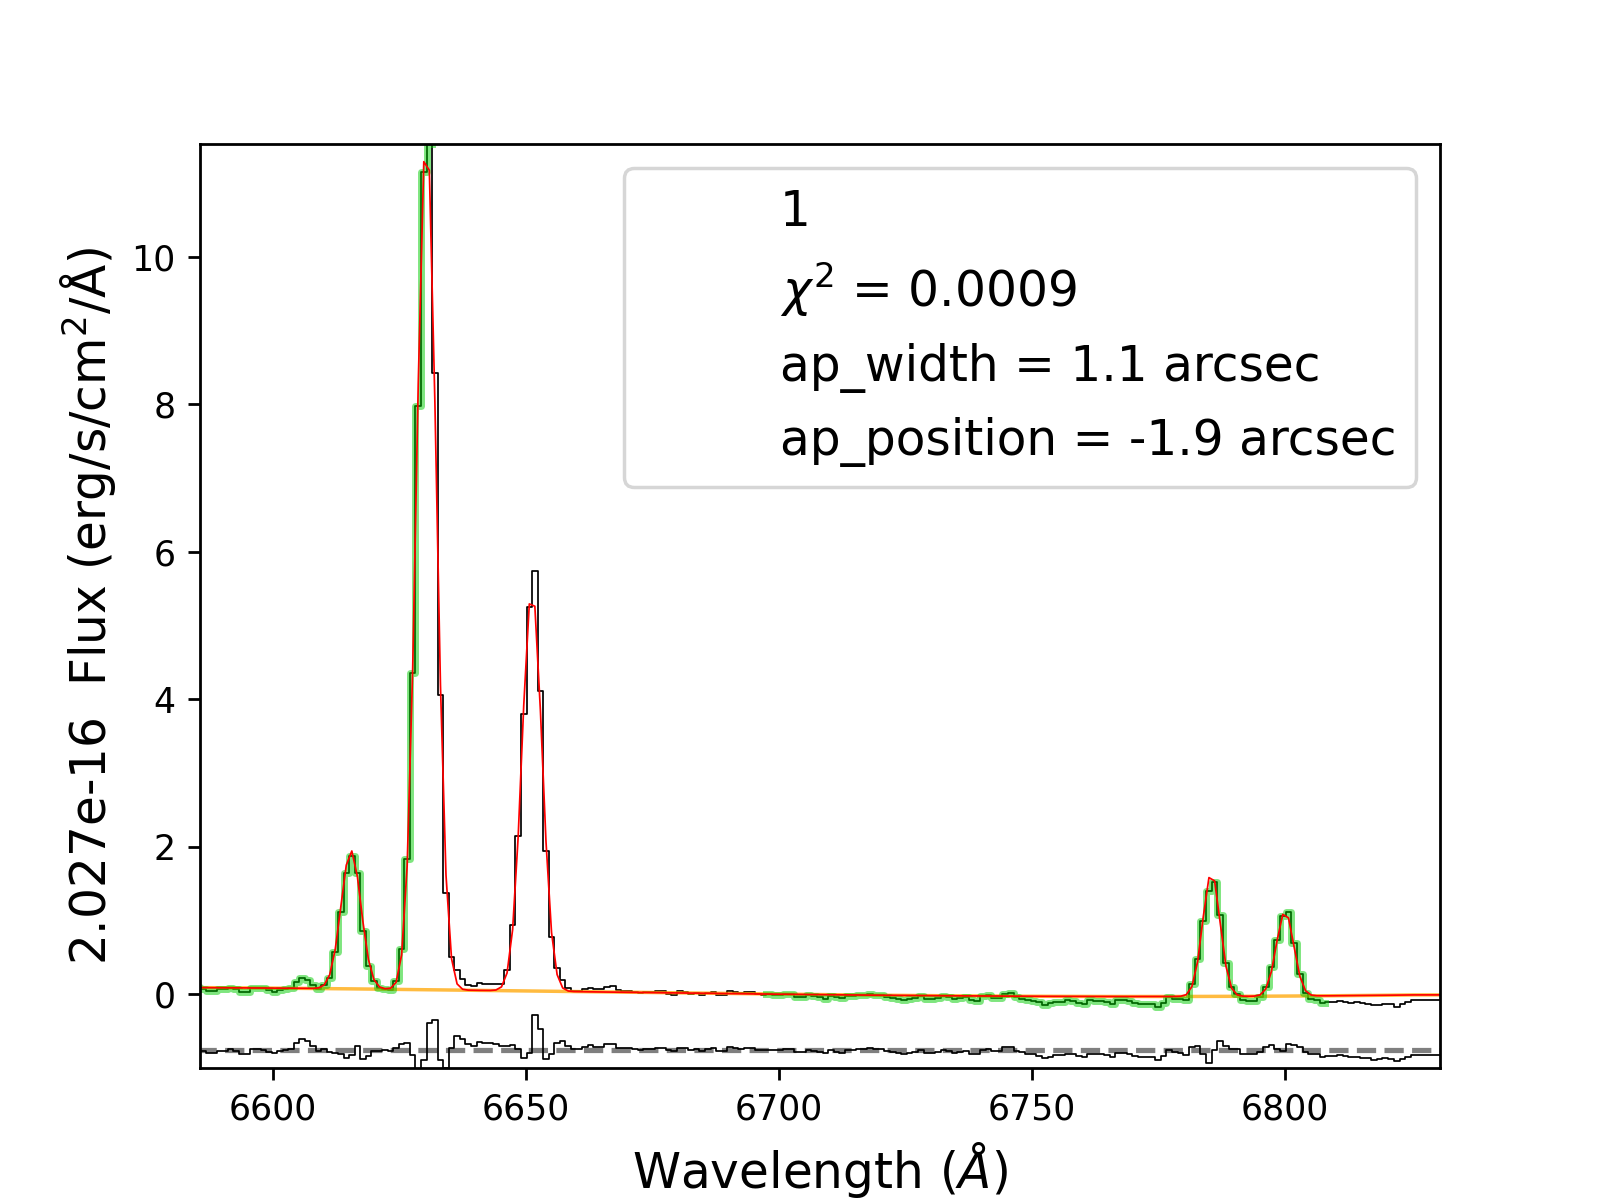 1
χ² = 0.0009
ap_width = 1.1 arcsec
ap_position = -1.9 arcsec
2.027e-16 Flux (erg/s/cm²/Å)
10
8
6
4
2
0
6600 6650 6700 6750 6800
Wavelength (Å)